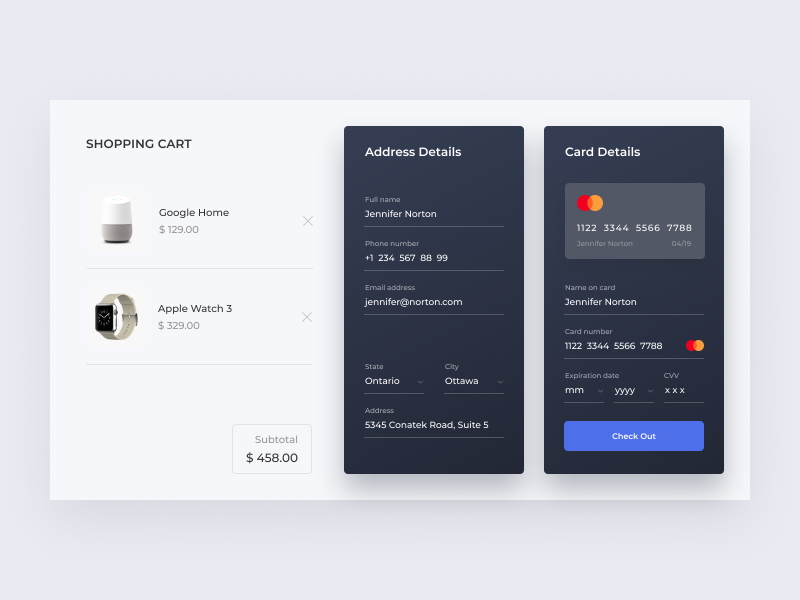 SHOPPING CART
Google Home
$ 129.00
Apple Watch 3
$ 329.00
Subtotal
$ 458.00
Address Details
Full name
Jennifer Norton
Phone number
+1 234 567 88 99
Email address
jennifer@norton.com
State City
Ontario Ottawa
Address
5345 Conatek Road, Suite 5
Card Details
1122 3344 5566 7788
Jennifer Norton 04/19
Name on card
Jennifer Norton
Card number
1122 3344 5566 7788
Expiration date CVV
mm yyyy x x x
Check Out